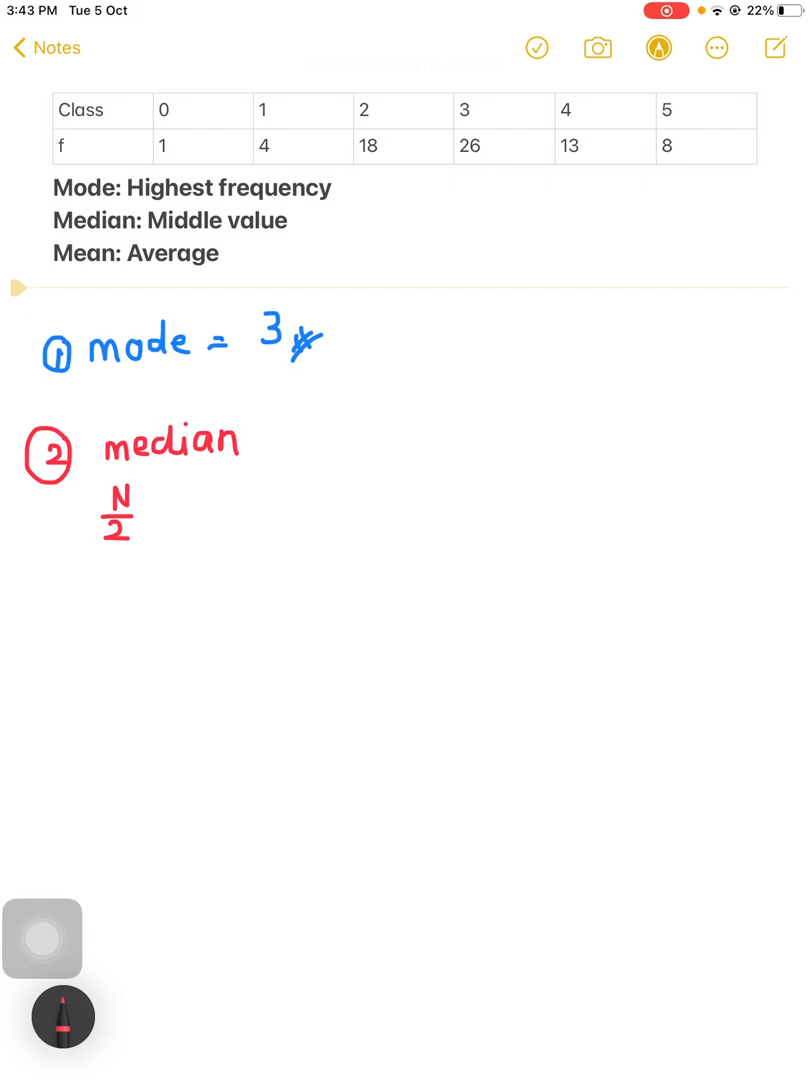 3:43 PM Tue 5 Oct 22%
Notes
Class 0 1 2 3 4 5
f 1 4 18 26 13 8
Mode: Highest frequency
Median: Middle value
Mean: Average
① mode = 3
② median
N
2